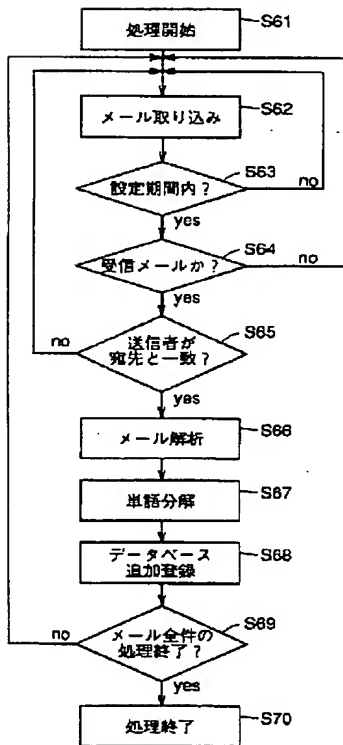 処理開始
S61
メール取り込み
S62
設定期間内？
S63
no
yes
受信メールか？
S64
no
yes
送信者が
宛先と一致？
S65
no
yes
メール解析
S66
単語分解
S67
データベース
追加登録
S68
メール全件の
処理終了？
S69
no
yes
処理終了
S70